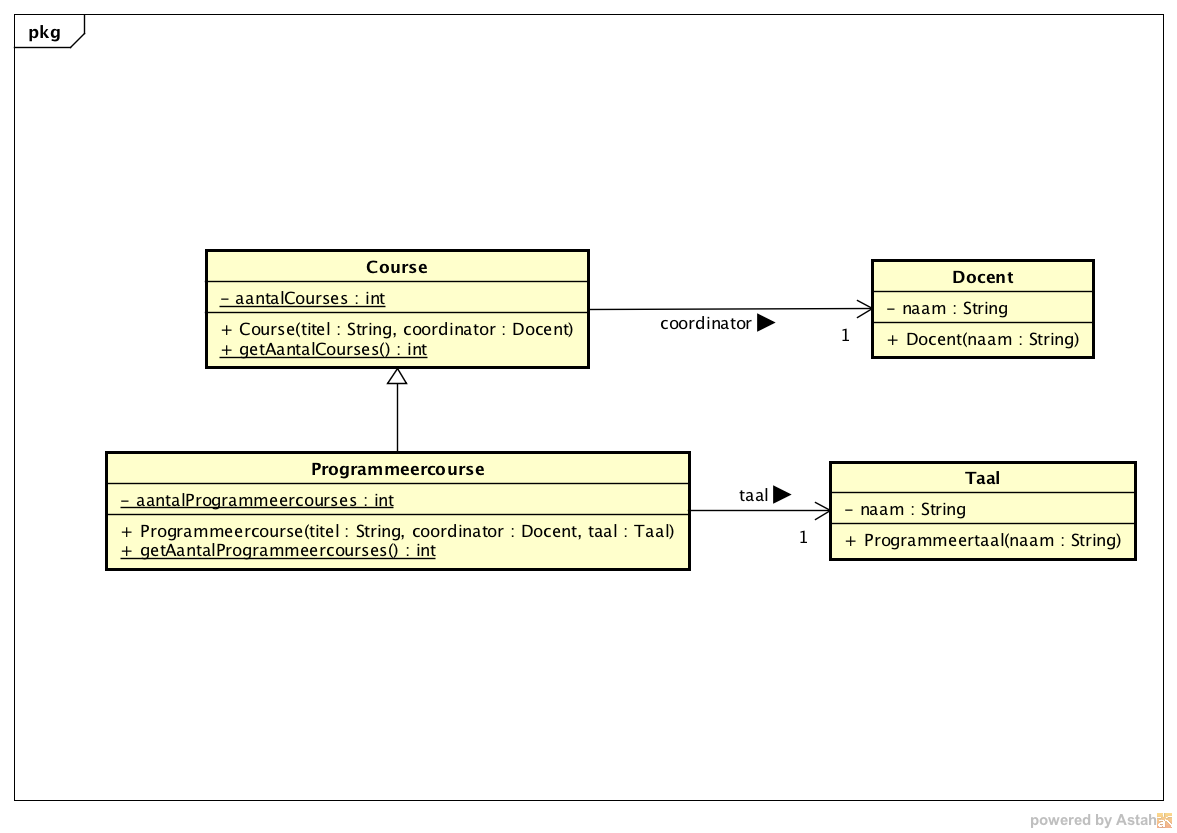 pkg
Course
- aantalCourses : int
+ Course(titel : String, coordinator : Docent)
+ getAantalCourses() : int
coordinator
1
Docent
- naam : String
+ Docent(naam : String)
Programmeercourse
- aantalProgrammeercourses : int
+ Programmeercourse(titel : String, coordinator : Docent, taal : Taal)
+ getAantalProgrammeercourses() : int
taal
1
Taal
- naam : String
+ Programmeertaal(naam : String)
powered by Astah